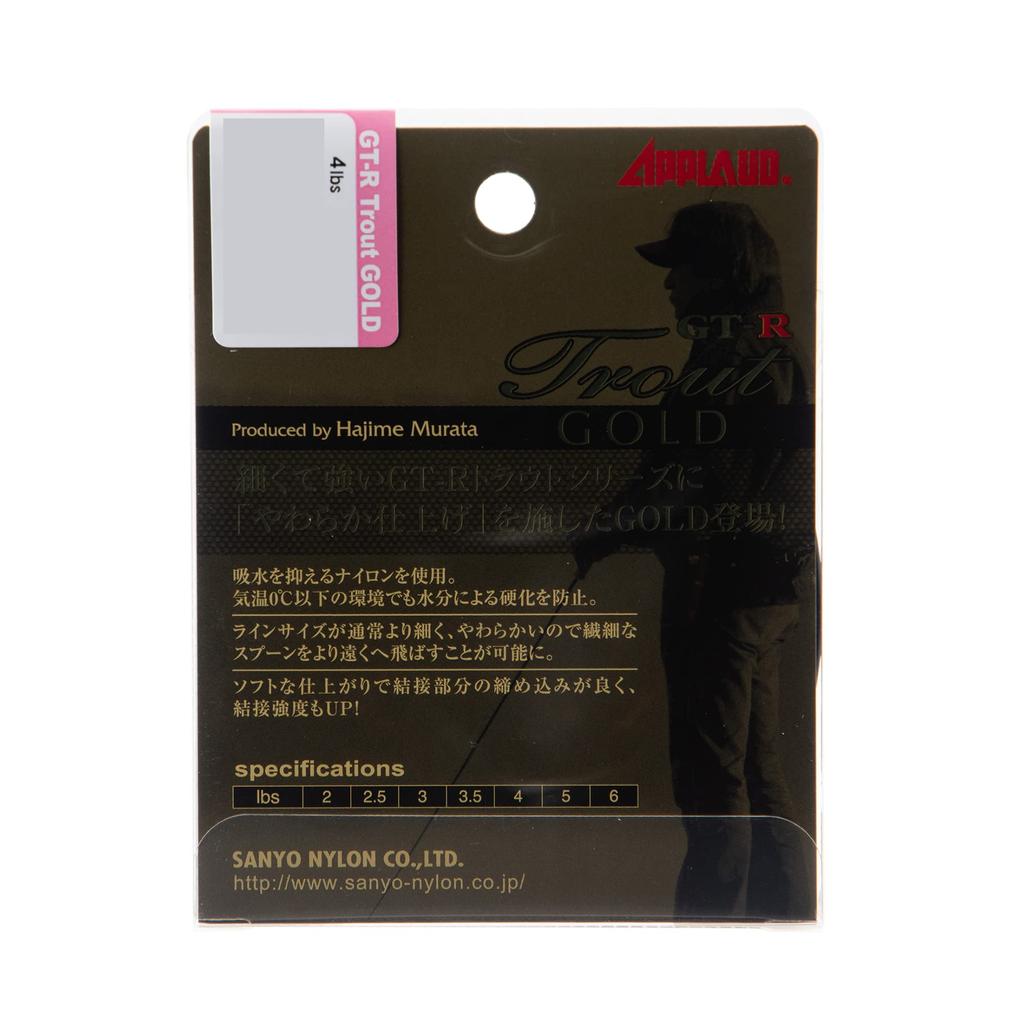 GT-R Trout GOLD
4lbs
APPLAUD
GT-R
Trout
GOLD
Produced by Hajime Murata
細くて強いGT-Rトラウトシリーズに
「やわらか仕上げ」を施したGOLD登場!
吸水を抑えるナイロンを使用。
気温0℃以下の環境でも水分による硬化を防止。
ラインサイズが通常より細く、やわらかいので繊細な
スプーンをより遠くへ飛ばすことが可能に。
ソフトな仕上がりで結接部分の締め込みが良く、
結接強度もUP!
specifications
lbs 2 2.5 3 3.5 4 5 6
SANYO NYLON CO.,LTD.
http://www.sanyo-nylon.co.jp/